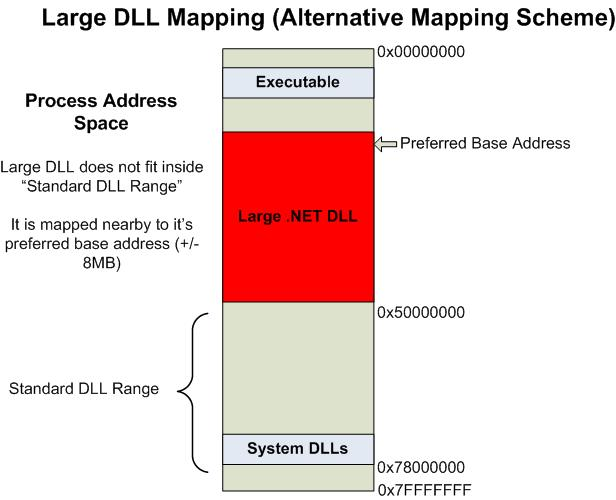 Large DLL Mapping (Alternative Mapping Scheme)
0x00000000
Executable
Process Address
Space
Preferred Base Address
Large DLL does not fit inside
“Standard DLL Range”
Large .NET DLL
It is mapped nearby to it’s
preferred base address (+/-
8MB)
0x50000000
Standard DLL Range
System DLLs
0x78000000
0x7FFFFFFF